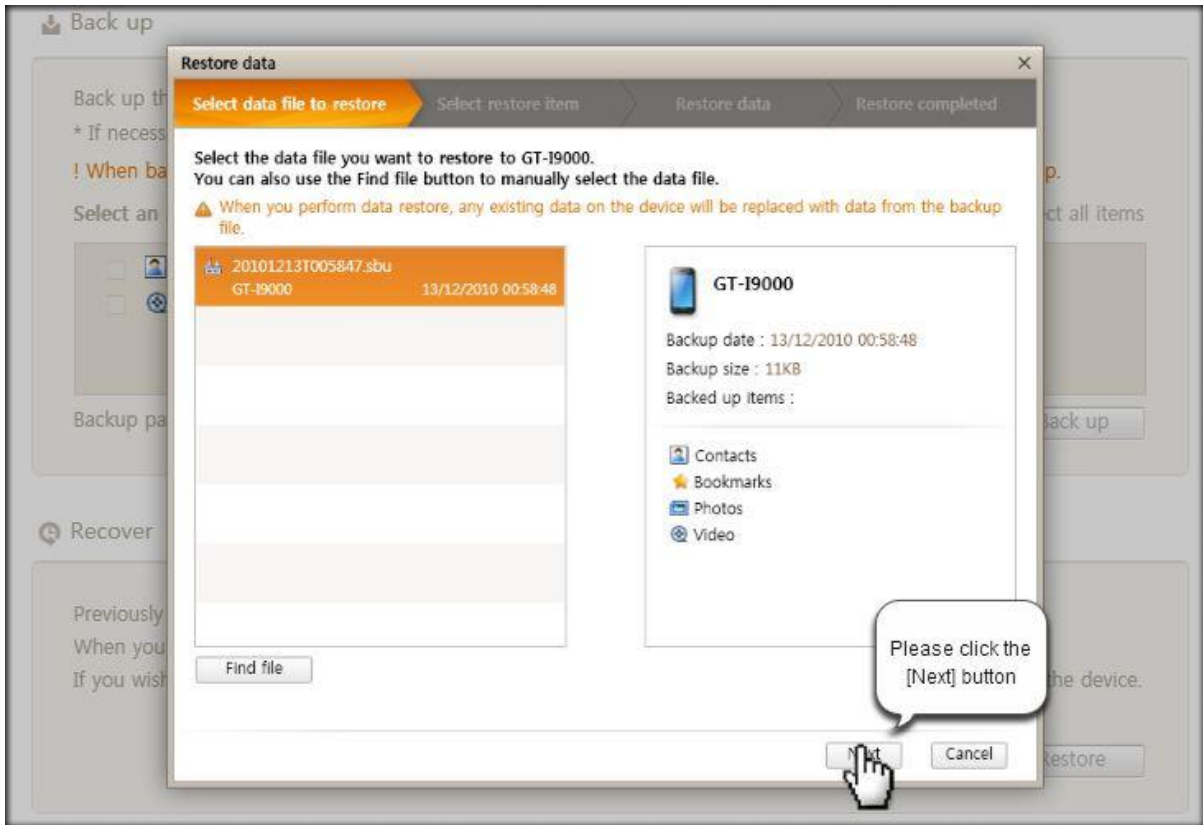 Back up
Restore data
Select data file to restore
Select restore item
Restore data
Restore completed
Back up th
* If necess
! When ba
p.
Select the data file you want to restore to GT-I9000.
You can also use the Find file button to manually select the data file.
When you perform data restore, any existing data on the device will be replaced with data from the backup
file.
Select an
ct all items
20101213T005847.sbu
GT-I9000 13/12/2010 00:58:48
GT-I9000
Backup date : 13/12/2010 00:58:48
Backup size : 11KB
Backed up items :
Contacts
Bookmarks
Photos
Video
Backup pa
Back up
Recover
Previously
When you
If you wish
he device.
Find file
Please click the
[Next] button
Next
Cancel
Restore